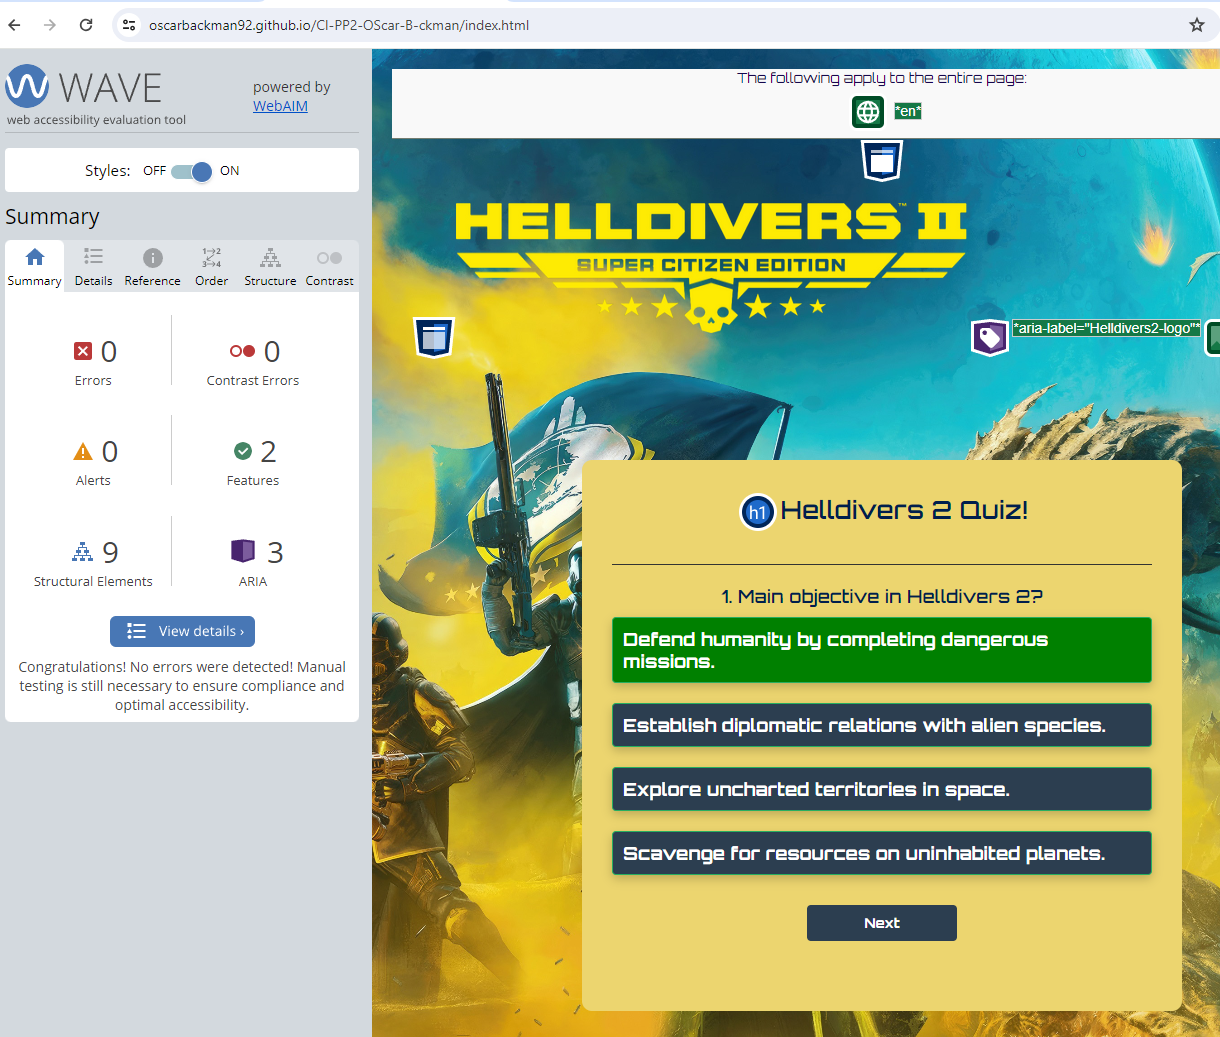 oscarbackman92.github.io/CI-PP2-OScar-B-ckman/index.html
WAVE
web accessibility evaluation tool
powered by
WebAIM
Styles: OFF ON
Summary
Summary Details Reference Order Structure Contrast
0
Errors
0
Contrast Errors
0
Alerts
2
Features
9
Structural Elements
3
ARIA
View details ›
Congratulations! No errors were detected! Manual
testing is still necessary to ensure compliance and
optimal accessibility.
The following apply to the entire page:
*en*
HELLDIVERS II™
SUPER CITIZEN EDITION
*aria-label="Helldivers2-logo"*
h1 Helldivers 2 Quiz!
1. Main objective in Helldivers 2?
Defend humanity by completing dangerous
missions.
Establish diplomatic relations with alien species.
Explore uncharted territories in space.
Scavenge for resources on uninhabited planets.
Next